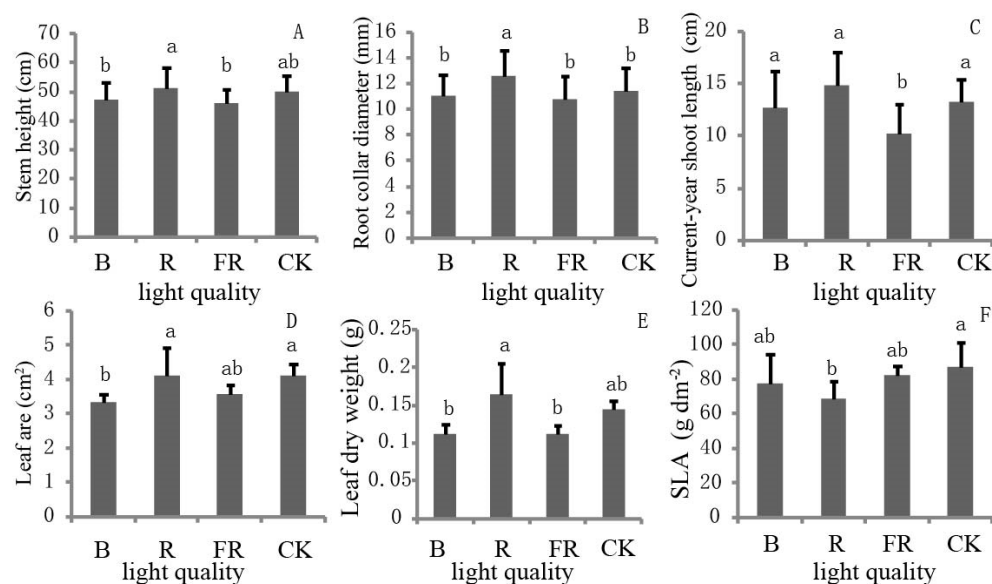 A
Stem height (cm)
70
60
50
40
30
20
10
0
b
a
b
ab
B
R
FR
CK
light quality
B
Root collar diameter (mm)
16
14
12
10
8
6
4
2
0
b
a
b
b
B
R
FR
CK
light quality
C
Current-year shoot length (cm)
20
15
10
5
0
a
a
b
a
B
R
FR
CK
light quality
D
Leaf are (cm²)
6
5
4
3
2
1
0
b
a
ab
a
B
R
FR
CK
light quality
E
Leaf dry weight (g)
0.25
0.2
0.15
0.1
0.05
0
b
a
b
ab
B
R
FR
CK
light quality
F
SLA (g dm⁻²)
120
100
80
60
40
20
0
ab
b
ab
a
B
R
FR
CK
light quality